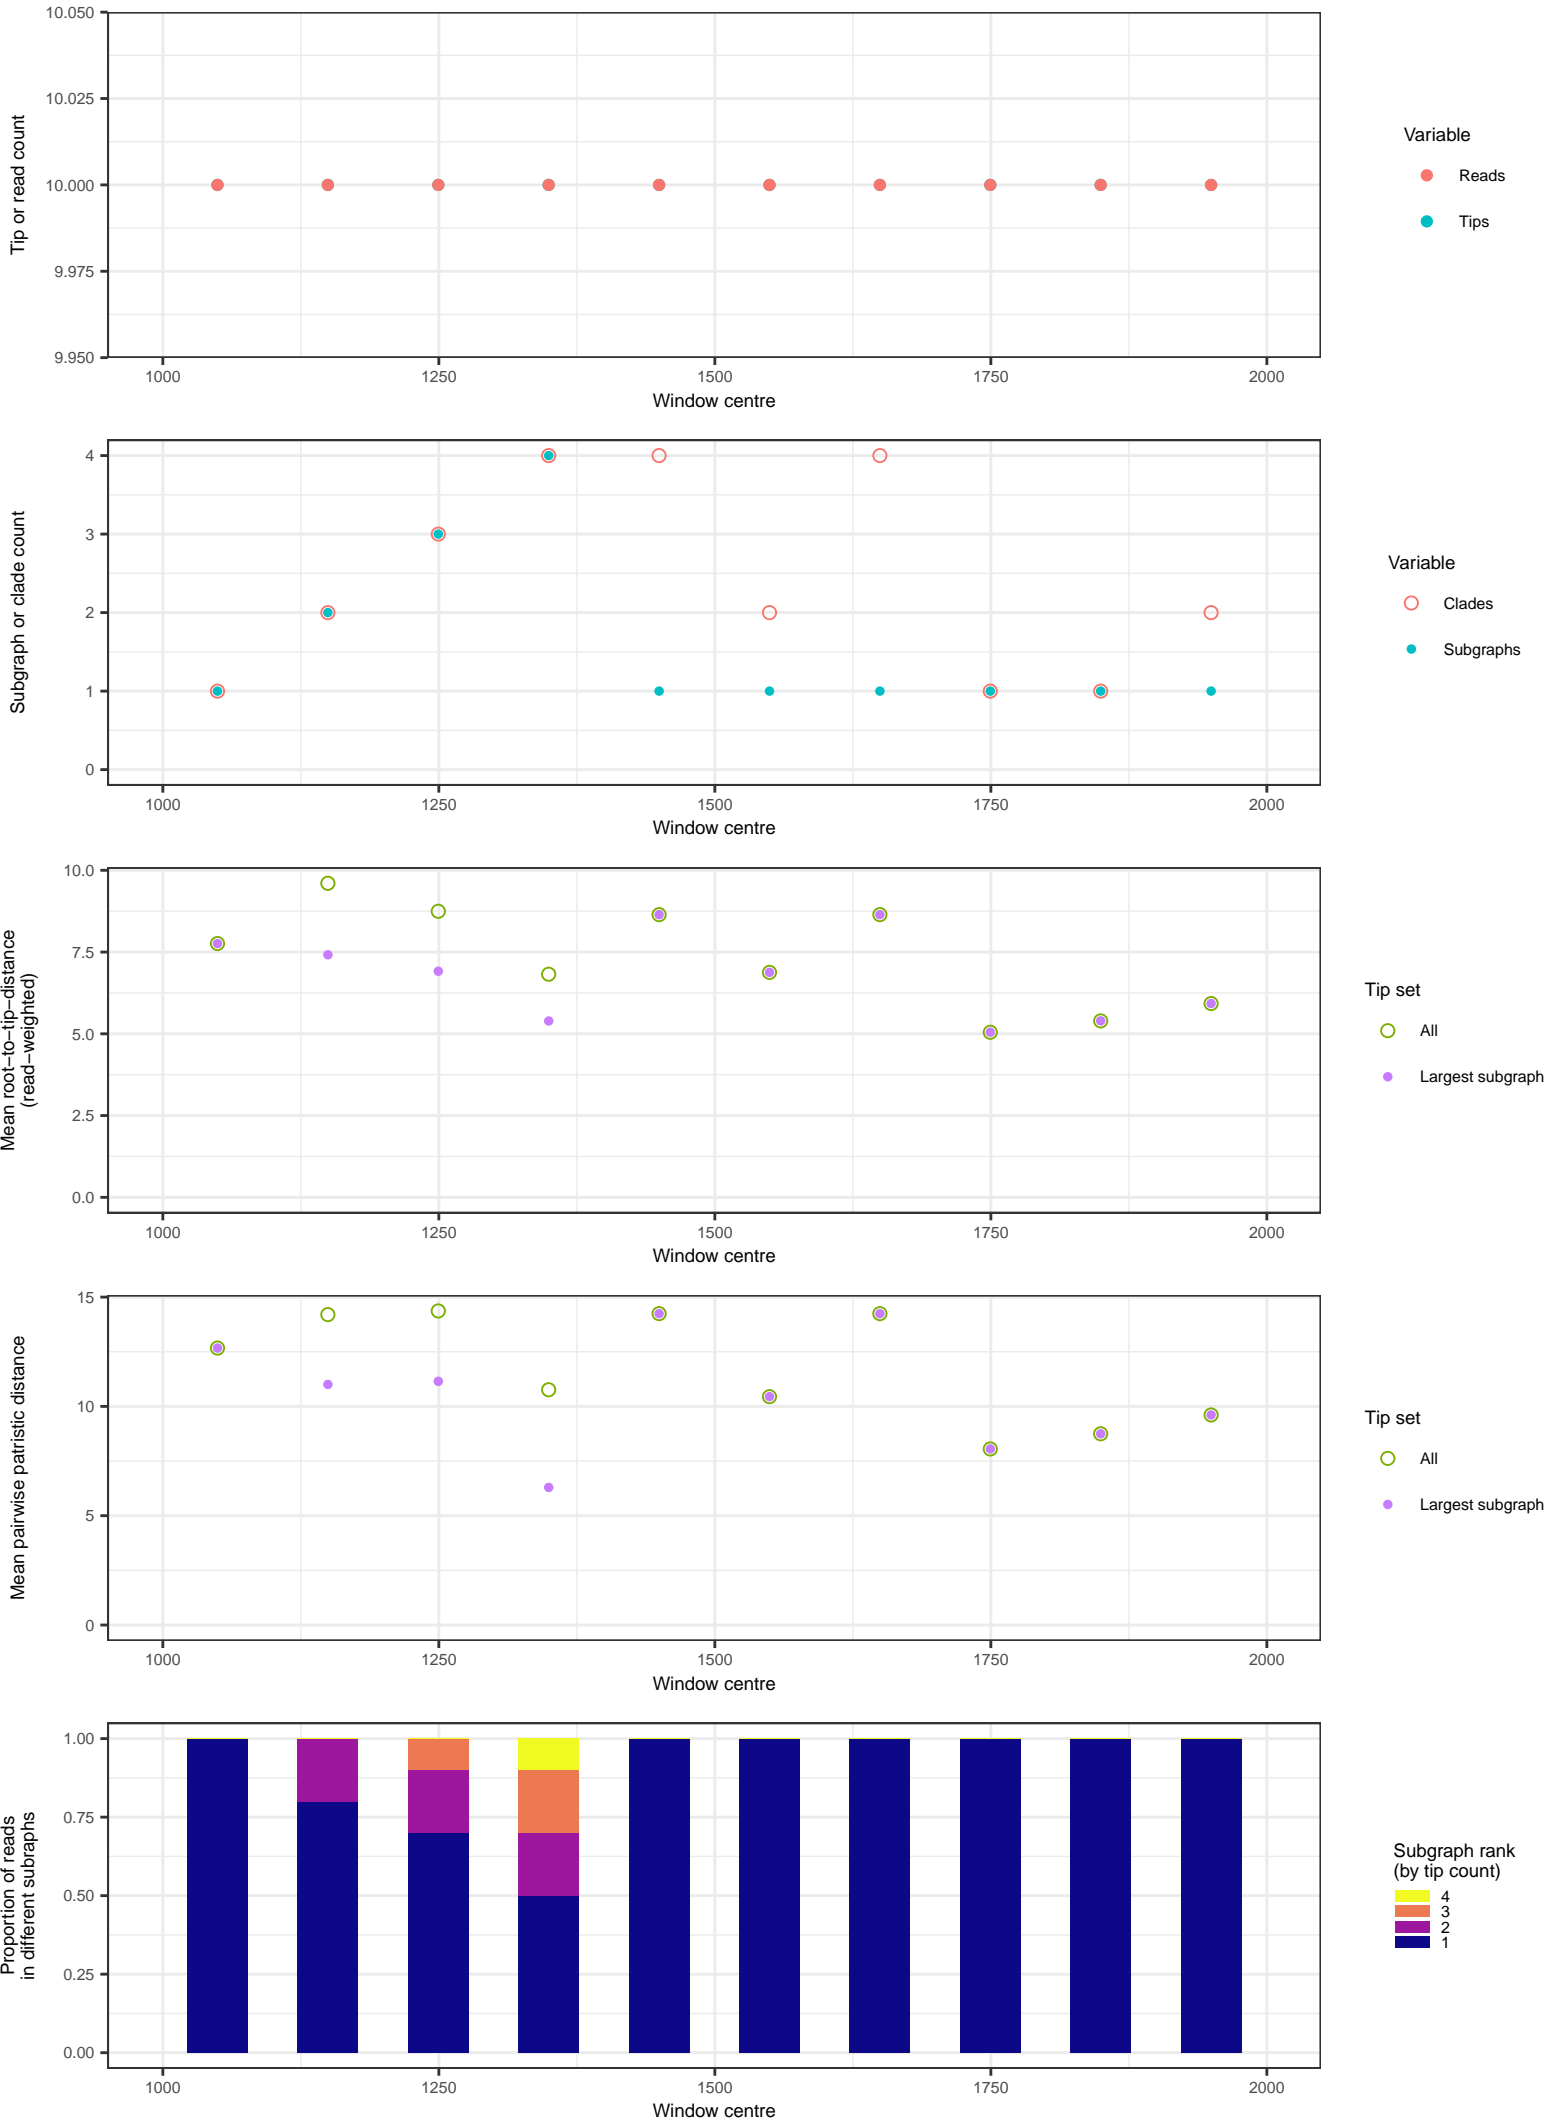 10.050
10.025
10.000
9.975
9.950
Tip or read count
1000 1250 1500 1750 2000
Window centre
Variable
Reads
Tips
4
3
2
1
0
Subgraph or clade count
1000 1250 1500 1750 2000
Window centre
Variable
Clades
Subgraphs
10.0
7.5
5.0
2.5
0.0
Mean root−to−tip−distance
(read−weighted)
1000 1250 1500 1750 2000
Window centre
Tip set
All
Largest subgraph
15
10
5
0
Mean pairwise patristic distance
1000 1250 1500 1750 2000
Window centre
Tip set
All
Largest subgraph
1.00
0.75
0.50
0.25
0.00
Proportion of reads
in different subraphs
1000 1250 1500 1750 2000
Window centre
Subgraph rank
(by tip count)
4
3
2
1